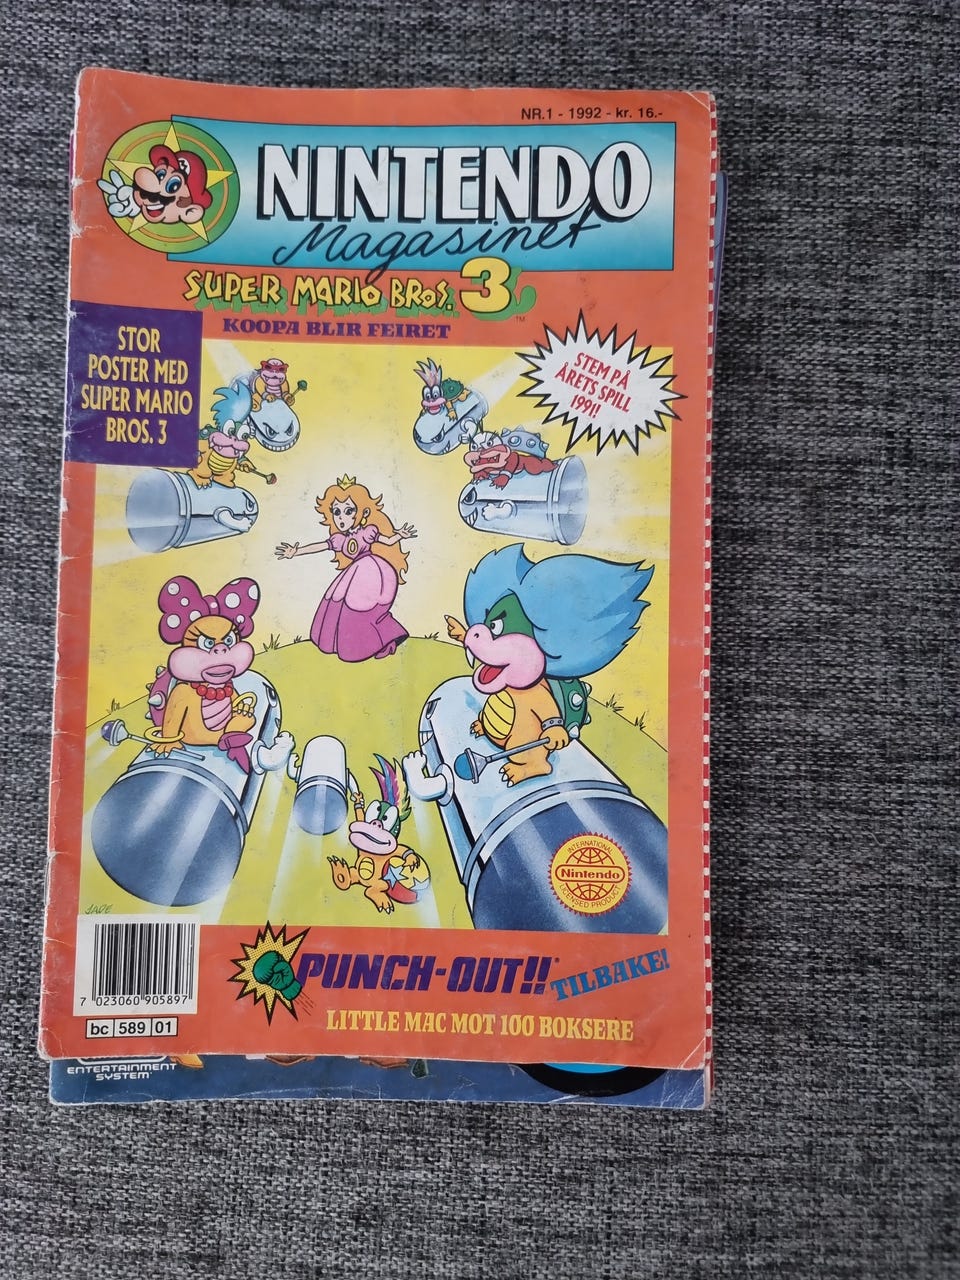 NR.1 - 1992 - kr. 16.-
NINTENDO
Magasinet
SUPER MARIO BROS. 3
TM
KOOPA BLIR FEIRET
STOR
POSTER MED
SUPER MARIO
BROS. 3
STEM PÅ
ÅRETS SPILL
1991!
INTERNATIONAL
Nintendo
LICENSED PRODUCT
JADE
7 023060 905897
bc 589 01
PUNCH-OUT!!
TILBAKE!
LITTLE MAC MOT 100 BOKSERE
ENTERTAINMENT
SYSTEM